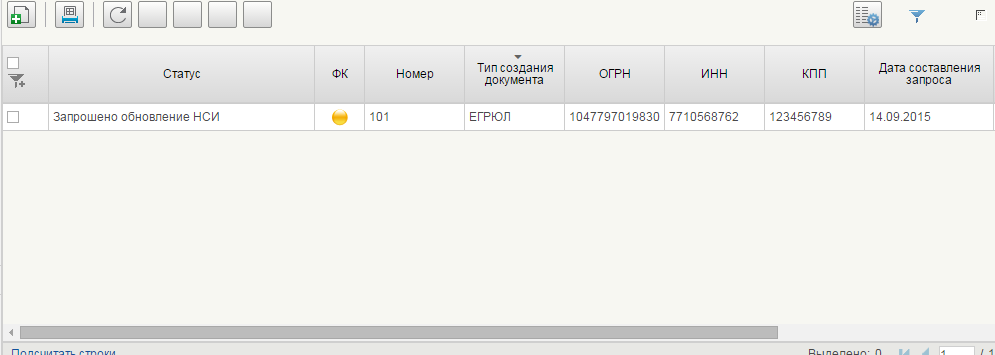 Статус
ФК
Номер
Тип создания
документа
ОГРН
ИНН
КПП
Дата составления
запроса
Запрошено обновление НСИ
101
ЕГРЮЛ
1047797019830
7710568762
123456789
14.09.2015
Подсчитать строки
Выделено: 0
1
/ 1